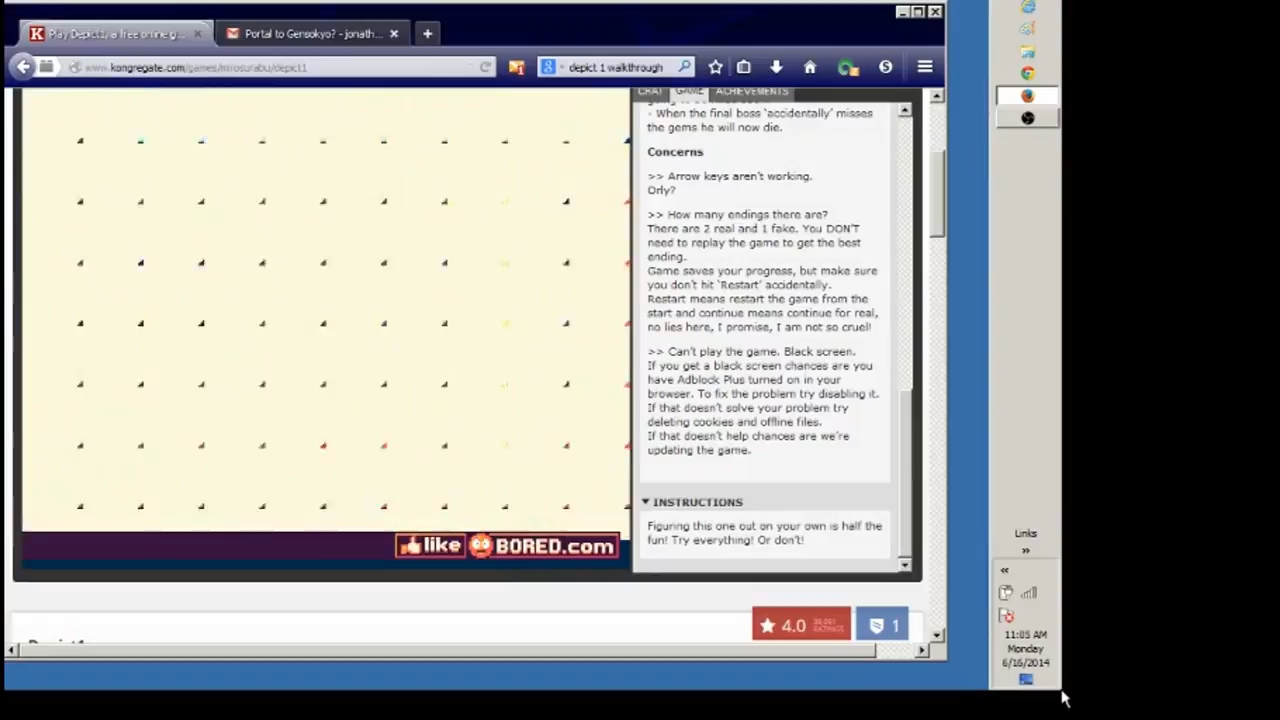 Play Depict1, a free online g...
Portal to Gensokyo? - jonath...
www.kongregate.com/games/mirosurabu/depict1
depict 1 walkthrough
CHAT GAME ACHIEVEMENTS
- When the final boss 'accidentally' misses
the gems he will now die.
Concerns
>> Arrow keys aren't working.
Orly?
>> How many endings there are?
There are 2 real and 1 fake. You DON'T
need to replay the game to get the best
ending.
Game saves your progress, but make sure
you don't hit 'Restart' accidentally.
Restart means restart the game from the
start and continue means continue for real,
no lies here, I promise, I am not so cruel!
>> Can't play the game. Black screen.
If you get a black screen chances are you
have Adblock Plus turned on in your
browser. To fix the problem try disabling it.
If that doesn't solve your problem try
deleting cookies and offline files.
If that doesn't help chances are we're
updating the game.
INSTRUCTIONS
Figuring this one out on your own is half the
fun! Try everything! Or don't!
like BORED.com
4.0
RATINGS
1
Links
11:05 AM
Monday
6/16/2014